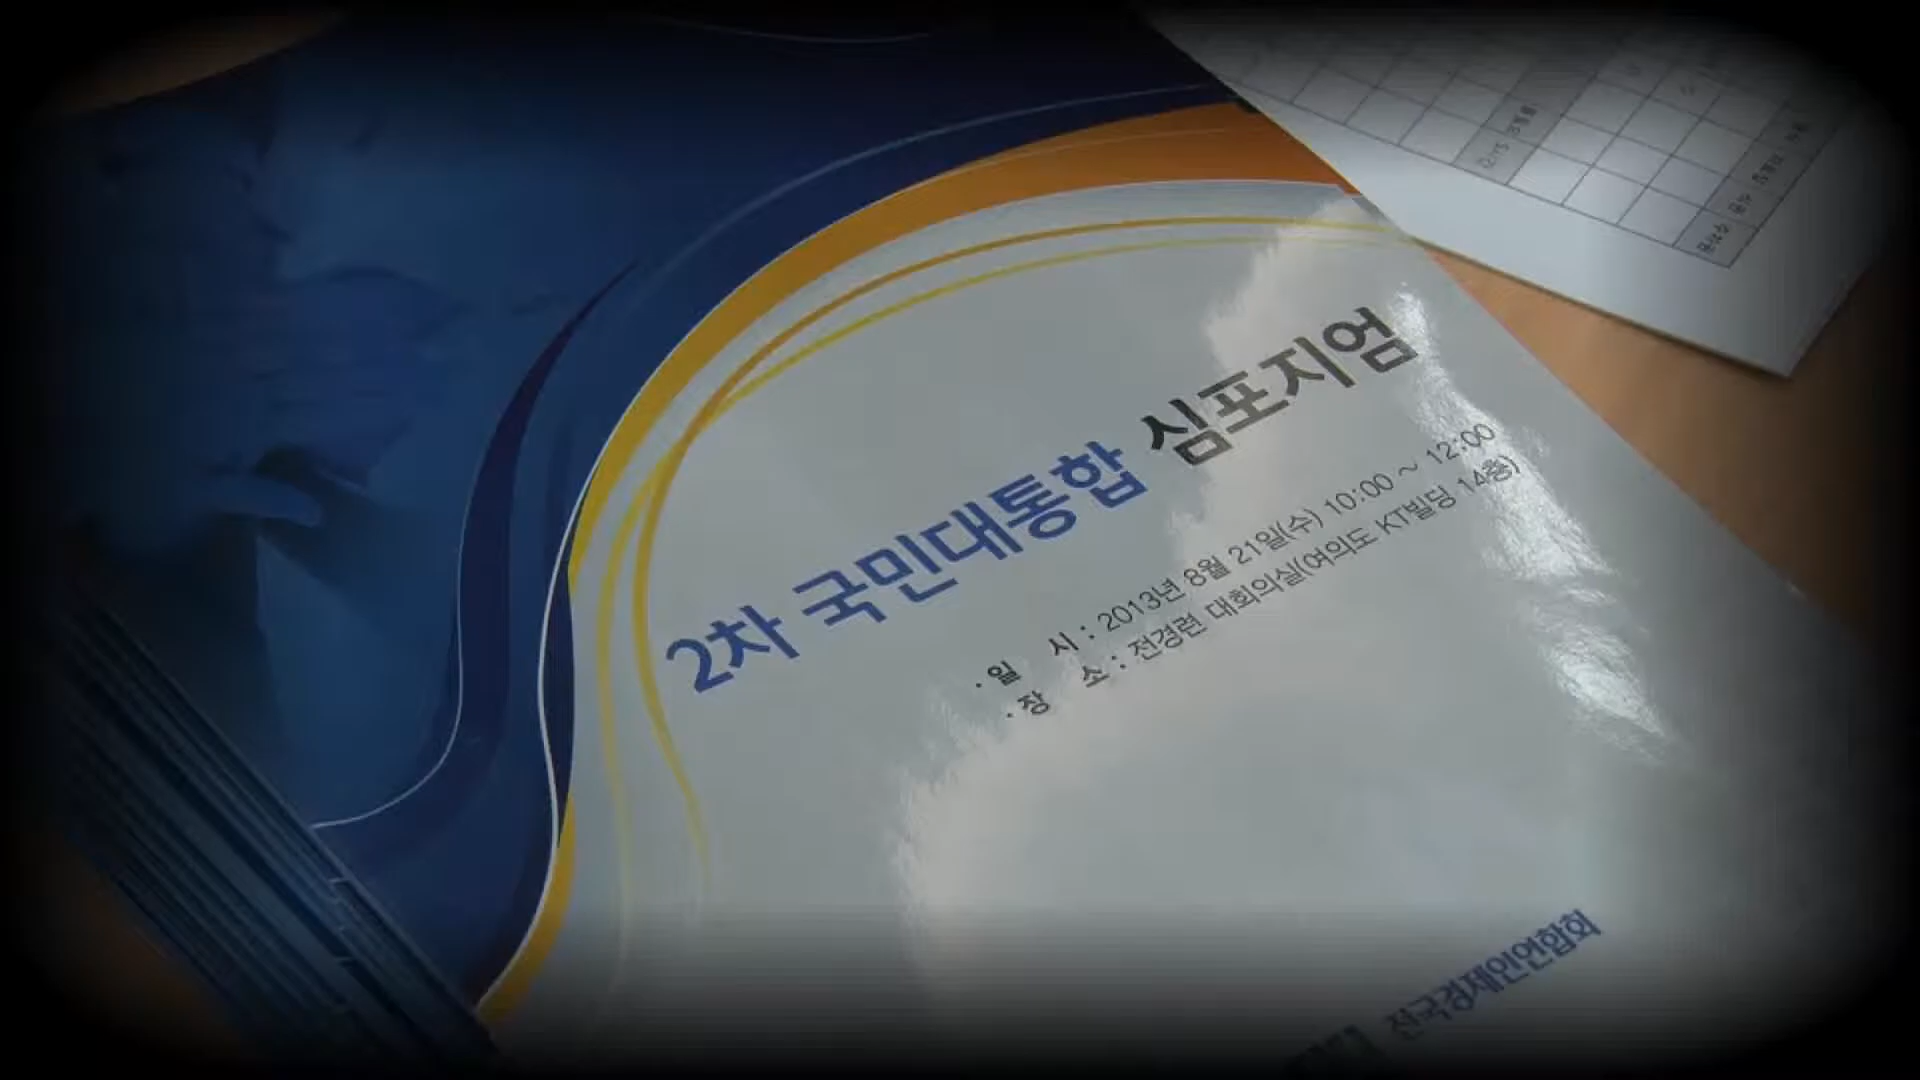 2차 국민대통합 심포지엄
· 일 시 : 2013년 8월 21일(수) 10:00 ~ 12:00
· 장 소 : 전경련 대회의실(여의도 KT빌딩 14층)
전국경제인연합회